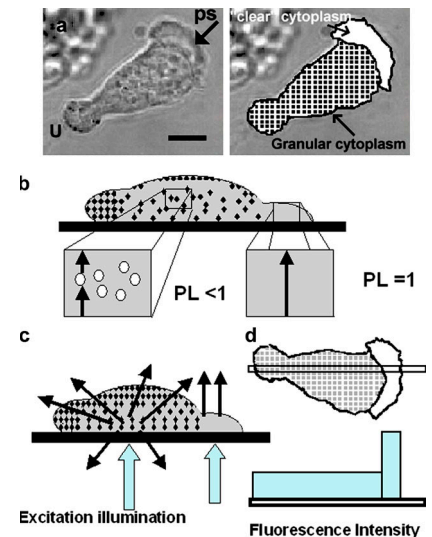 a
ps
U
clear cytoplasm
Granular cytoplasm
b
PL <1
PL =1
c
d
Excitation illumination
Fluorescence Intensity